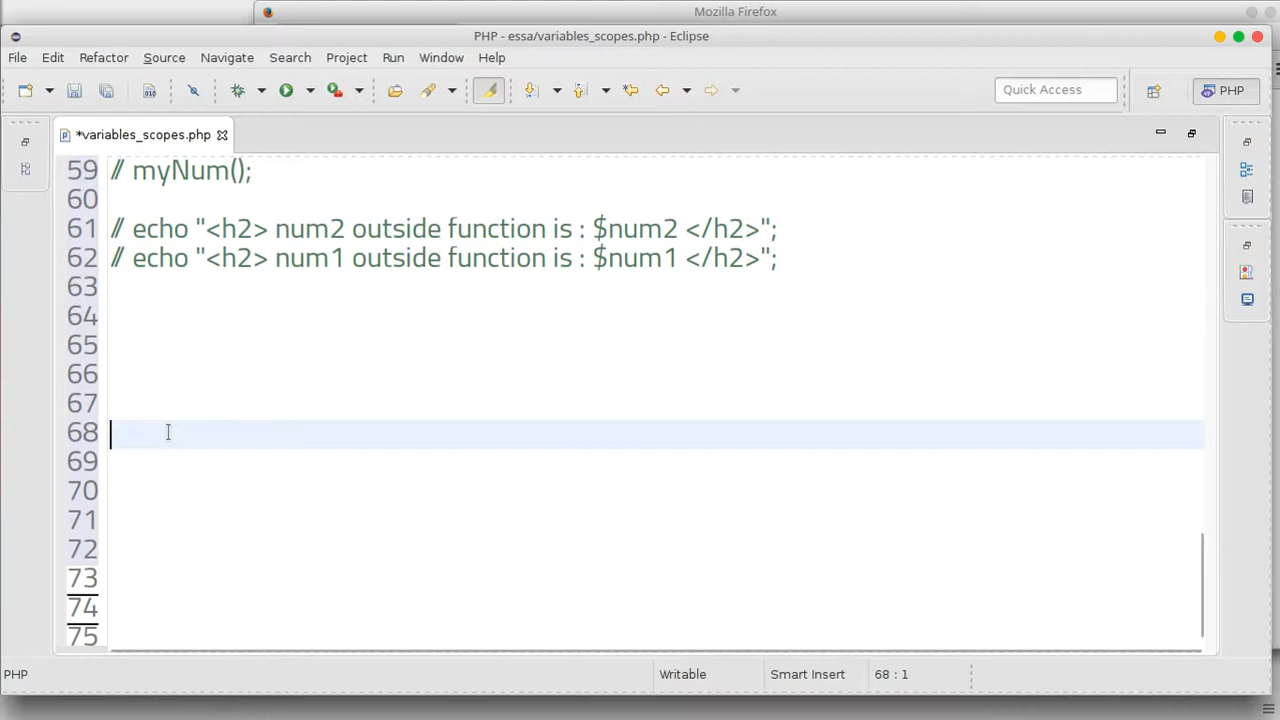 Mozilla Firefox
PHP - essa/variables_scopes.php - Eclipse
File Edit Refactor Source Navigate Search Project Run Window Help
Quick Access
PHP
*variables_scopes.php
59 // myNum();
60
61 // echo "<h2> num2 outside function is : $num2 </h2>";
62 // echo "<h2> num1 outside function is : $num1 </h2>";
63
64
65
66
67
68
69
70
71
72
73
74
75
PHP Writable Smart Insert 68 : 1